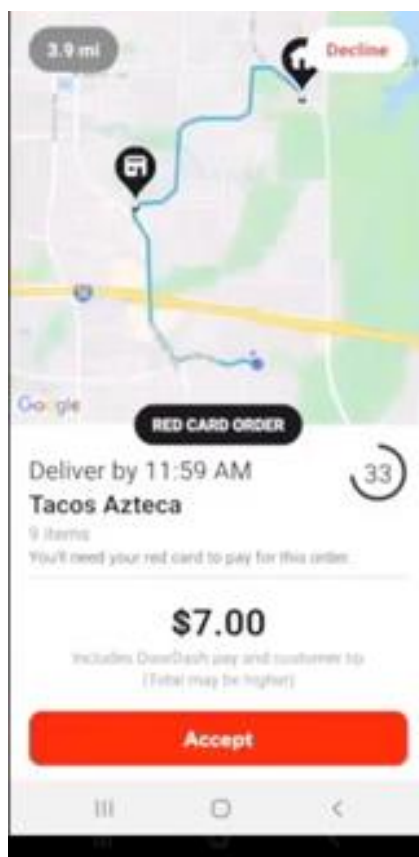 3.9 mi
Decline
Google
RED CARD ORDER
Deliver by 11:59 AM
33
Tacos Azteca
9 items
You'll need your red card to pay for this order.
$7.00
Includes DoorDash pay and customer tip
(Total may be higher)
Accept